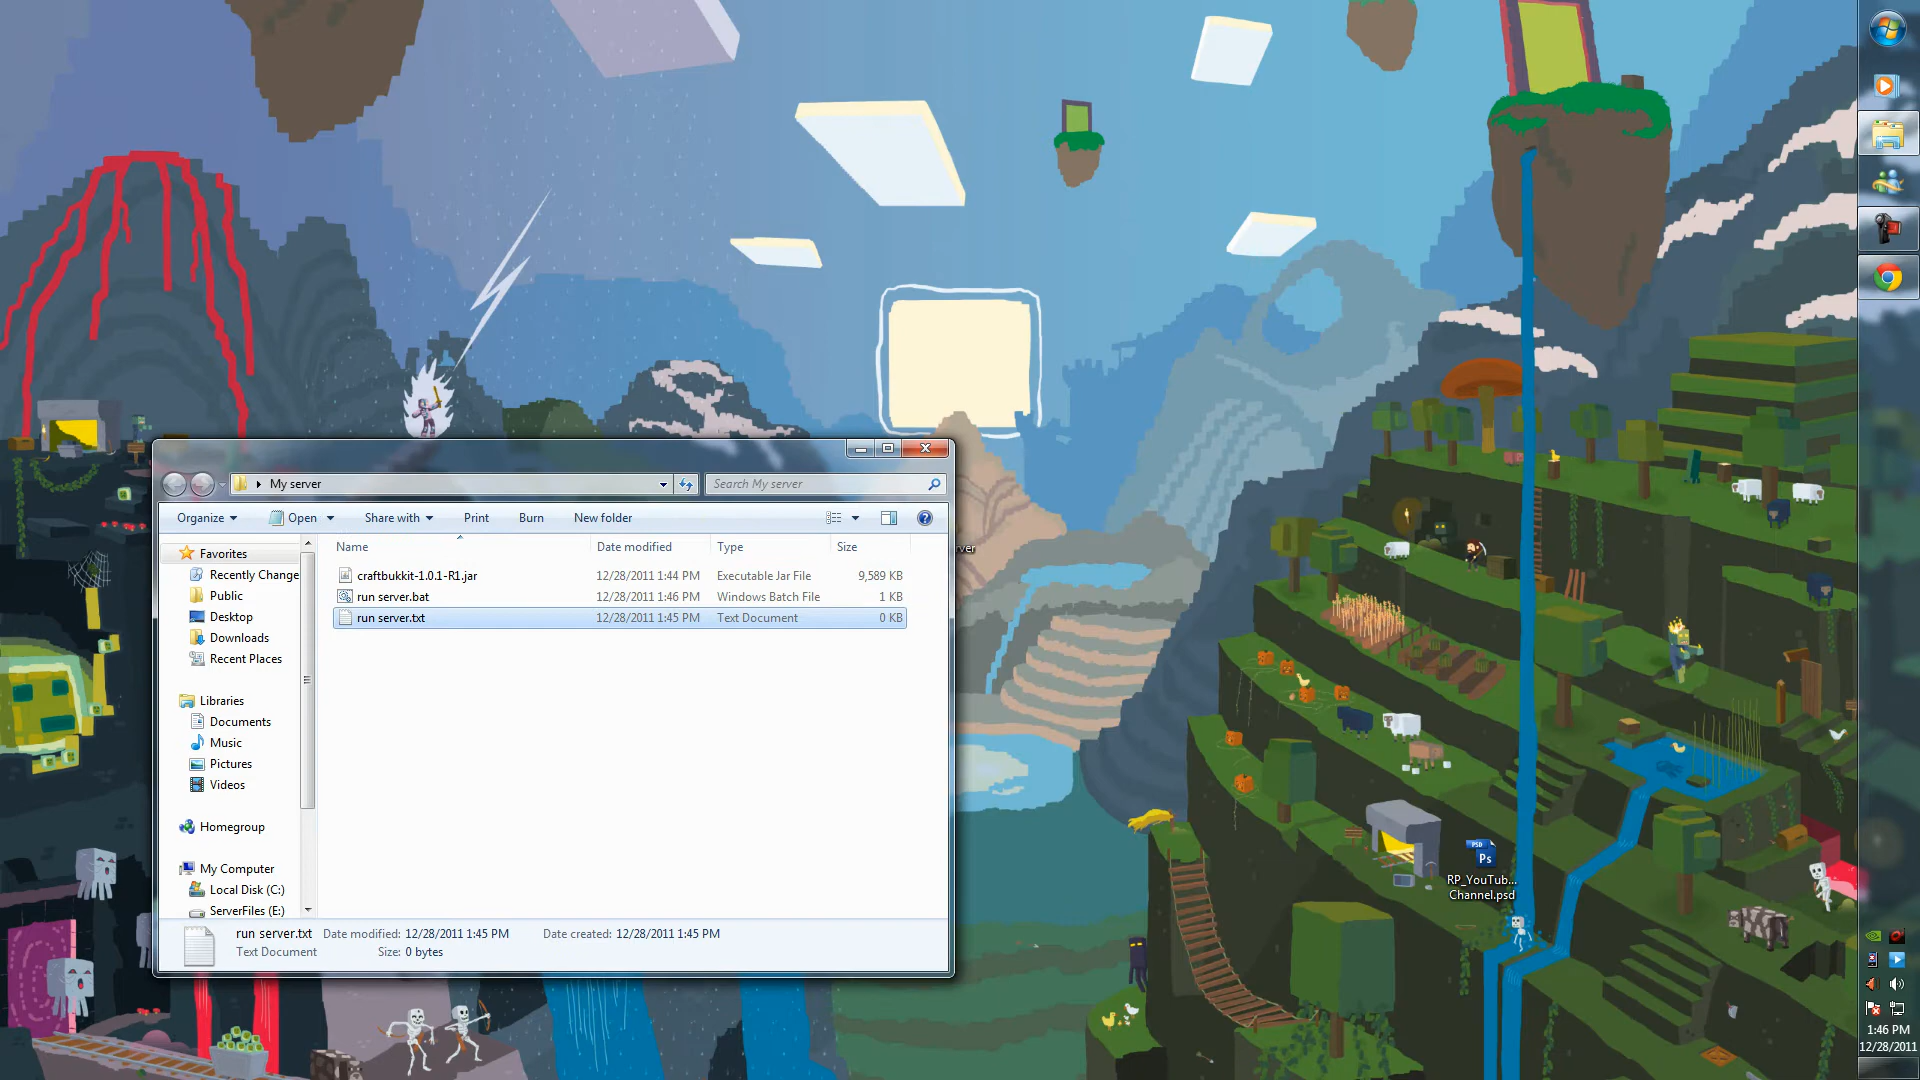 My server
Search My server
Organize Open Share with Print Burn New folder
Name Date modified Type Size
craftbukkit-1.0.1-R1.jar 12/28/2011 1:44 PM Executable Jar File 9,589 KB
run server.bat 12/28/2011 1:46 PM Windows Batch File 1 KB
run server.txt 12/28/2011 1:45 PM Text Document 0 KB
Favorites
Recently Change
Public
Desktop
Downloads
Recent Places
Libraries
Documents
Music
Pictures
Videos
Homegroup
My Computer
Local Disk (C:)
ServerFiles (E:)
run server.txt Date modified: 12/28/2011 1:45 PM Date created: 12/28/2011 1:45 PM
Text Document Size: 0 bytes
rver
PSD
Ps
RP_YouTub...
Channel.psd
1:46 PM
12/28/2011